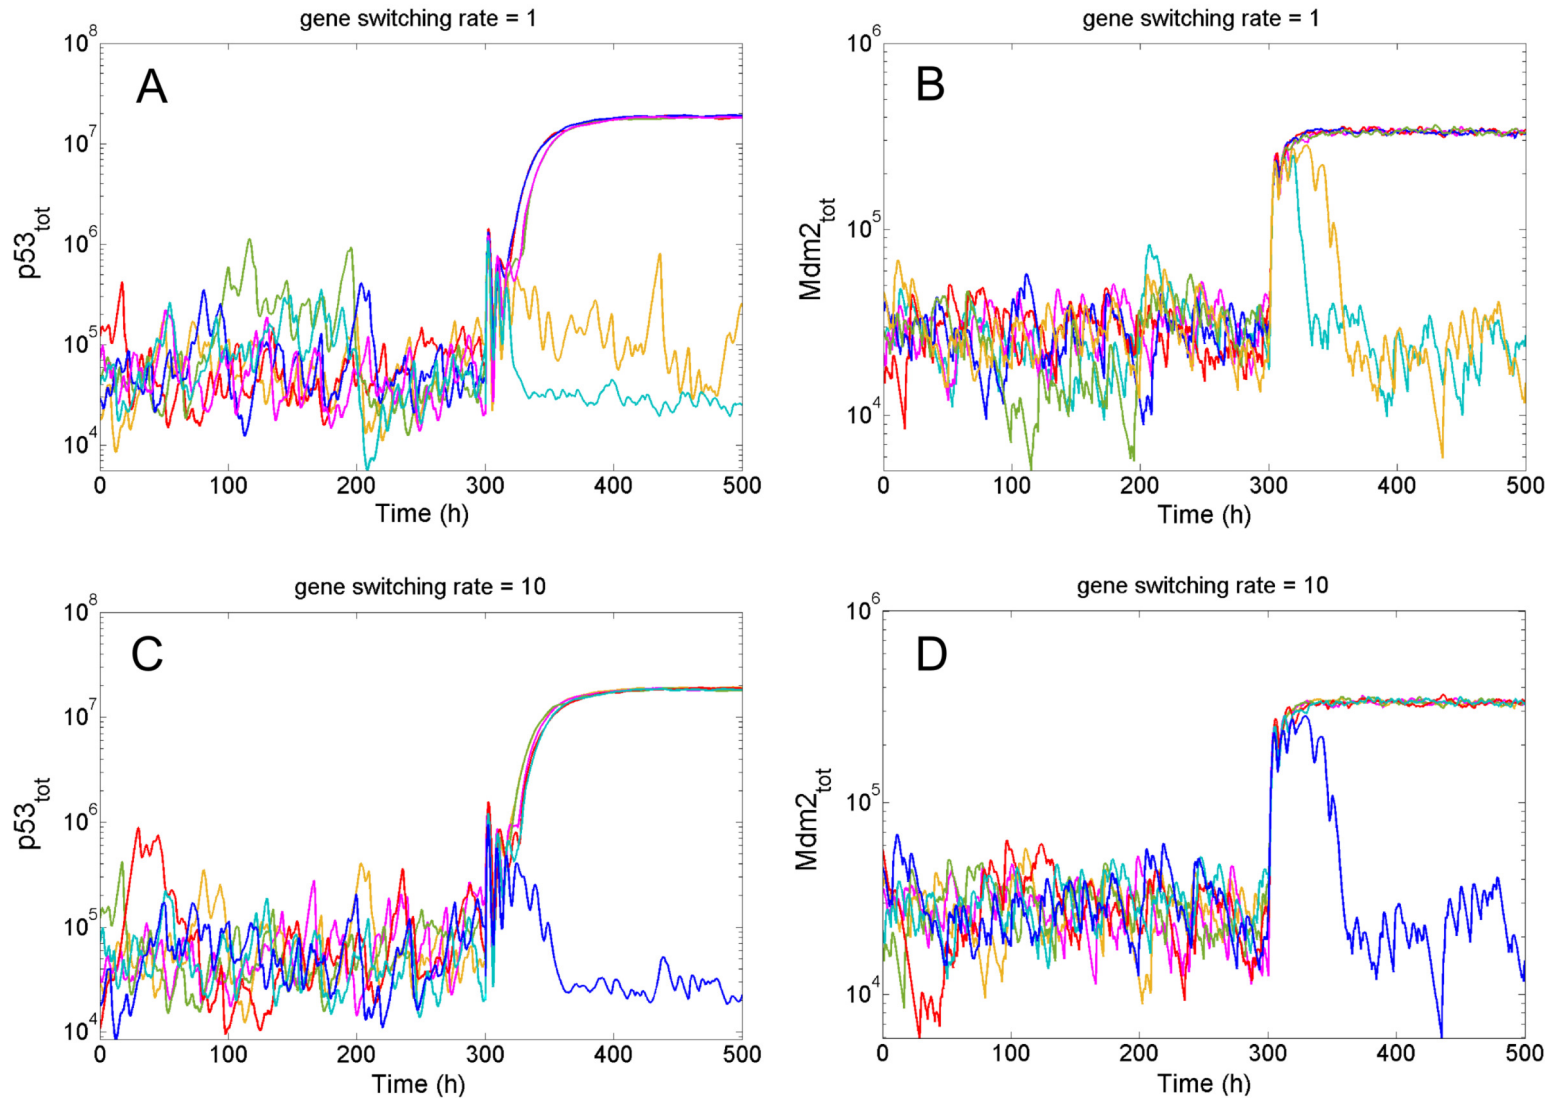 gene switching rate = 1
A
10^8
10^7
10^6
10^5
10^4
p53_tot
0 100 200 300 400 500
Time (h)
gene switching rate = 1
B
10^6
10^5
10^4
Mdm2_tot
0 100 200 300 400 500
Time (h)
gene switching rate = 10
C
10^8
10^7
10^6
10^5
10^4
p53_tot
0 100 200 300 400 500
Time (h)
gene switching rate = 10
D
10^6
10^5
10^4
Mdm2_tot
0 100 200 300 400 500
Time (h)